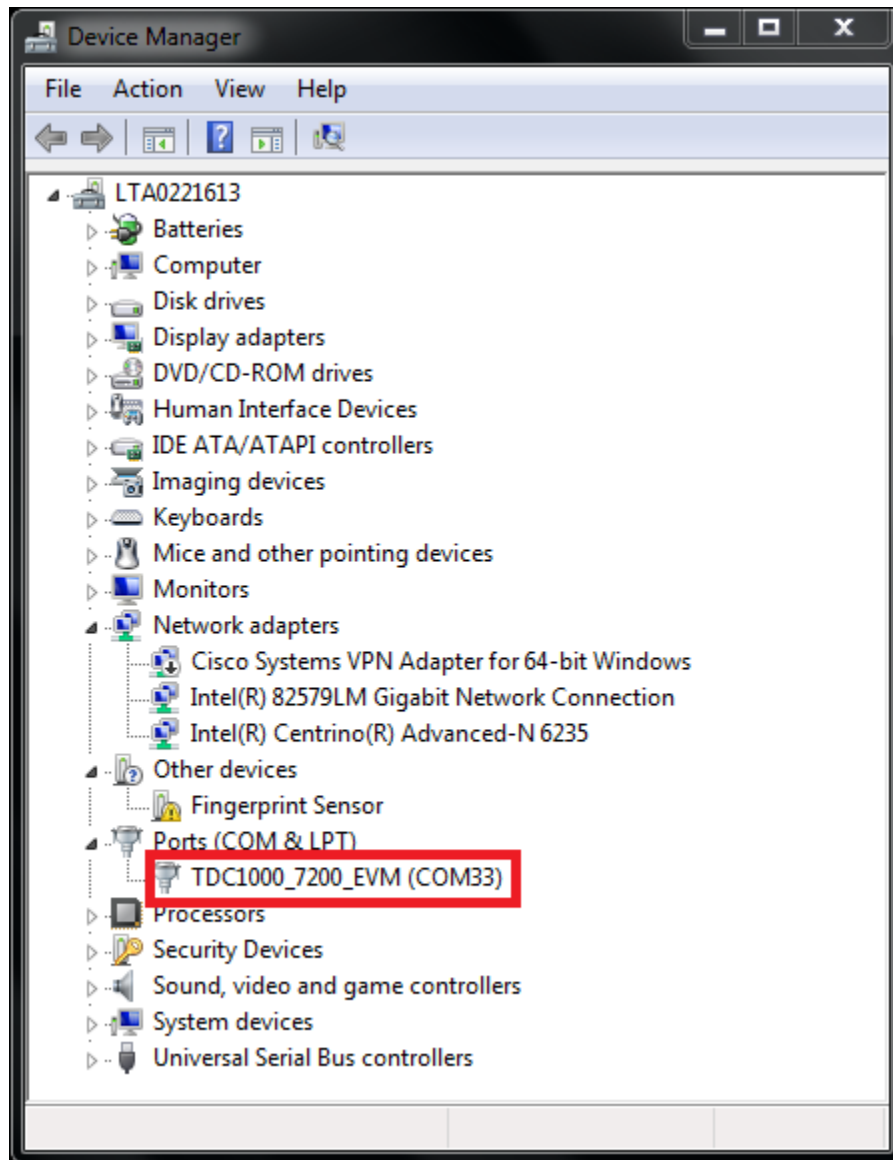 Device Manager
File Action View Help
LTA0221613
Batteries
Computer
Disk drives
Display adapters
DVD/CD-ROM drives
Human Interface Devices
IDE ATA/ATAPI controllers
Imaging devices
Keyboards
Mice and other pointing devices
Monitors
Network adapters
Cisco Systems VPN Adapter for 64-bit Windows
Intel(R) 82579LM Gigabit Network Connection
Intel(R) Centrino(R) Advanced-N 6235
Other devices
Fingerprint Sensor
Ports (COM & LPT)
TDC1000_7200_EVM (COM33)
Processors
Security Devices
Sound, video and game controllers
System devices
Universal Serial Bus controllers